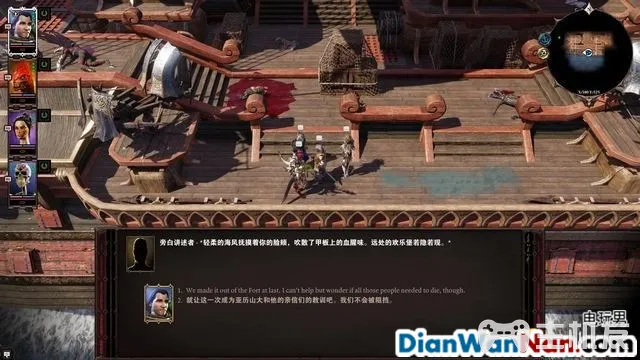 旁白讲述者 - *轻柔的海风抚摸着你的脸颊，吹散了甲板上的血腥味。远处的欢乐堡若隐若现。*
1. We made it out of the Fort at last. I can't help but wonder if all those people needed to die, though.
2. 就让这一次成为亚历山大和他的亲信们的教训吧。我们不会被阻挡。
电玩男
DianWanNan.com